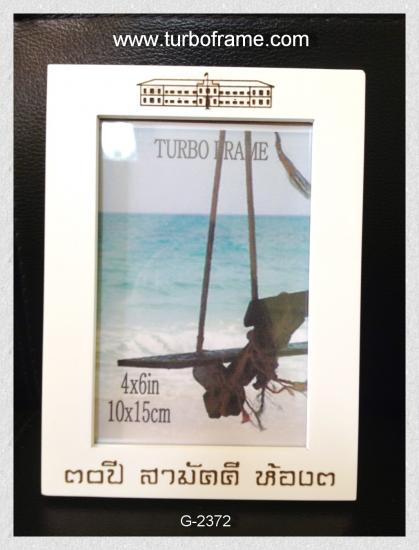 www.turboframe.com
TURBO FRAME
4x6in
10x15cm
๓๐ปี สามัคคี ห้อง๓
G-2372